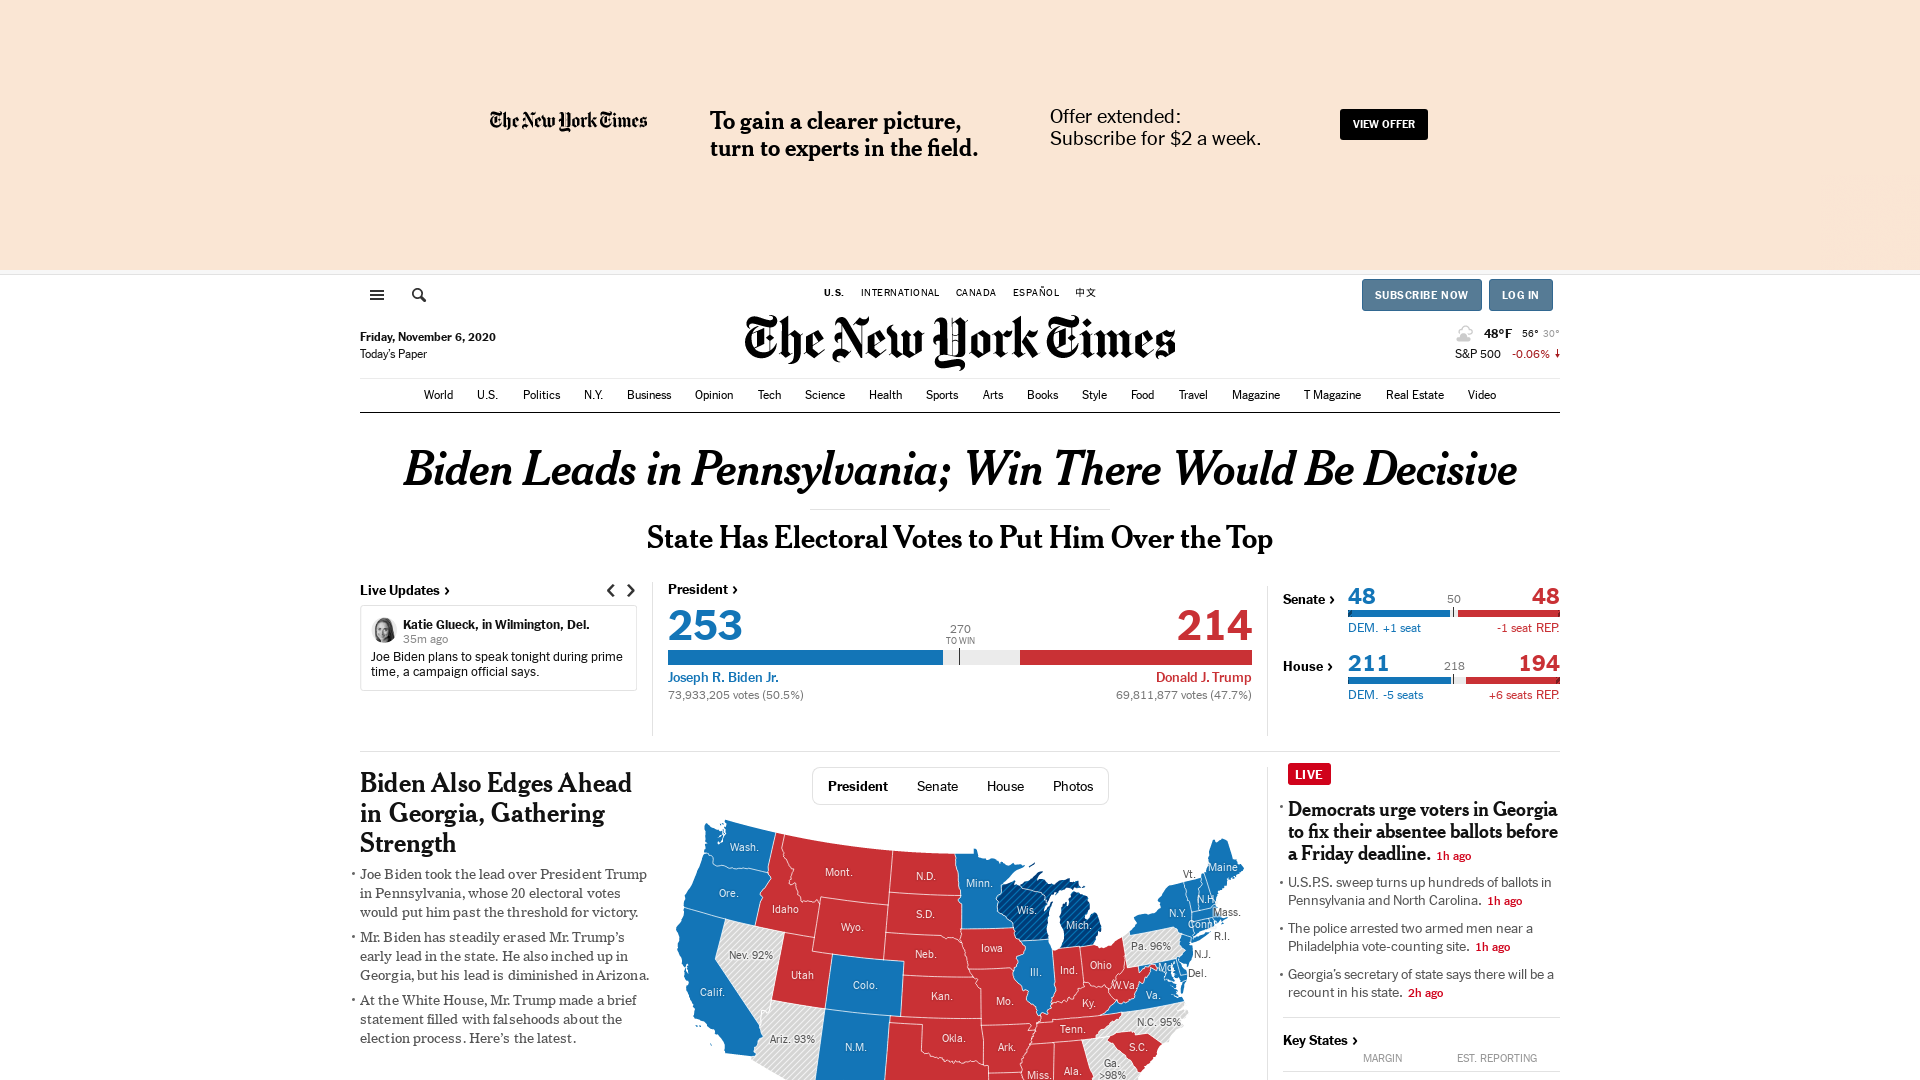 The New York Times
To gain a clearer picture,
turn to experts in the field.
Offer extended:
Subscribe for $2 a week.
VIEW OFFER
U.S. INTERNATIONAL CANADA ESPAÑOL 中文
SUBSCRIBE NOW LOG IN
Friday, November 6, 2020
Today's Paper
The New York Times
48°F 56° 30°
S&P 500 -0.06%
World U.S. Politics N.Y. Business Opinion Tech Science Health Sports Arts Books Style Food Travel Magazine T Magazine Real Estate Video
Biden Leads in Pennsylvania; Win There Would Be Decisive
State Has Electoral Votes to Put Him Over the Top
Live Updates
Katie Glueck, in Wilmington, Del.
35m ago
Joe Biden plans to speak tonight during prime
time, a campaign official says.
President
253
270
TO WIN
214
Joseph R. Biden Jr. Donald J. Trump
73,933,205 votes (50.5%) 69,811,877 votes (47.7%)
Senate 48 50 48
DEM. +1 seat -1 seat REP.
House 211 218 194
DEM. -5 seats +6 seats REP.
Biden Also Edges Ahead
in Georgia, Gathering
Strength
Joe Biden took the lead over President Trump
in Pennsylvania, whose 20 electoral votes
would put him past the threshold for victory.
Mr. Biden has steadily erased Mr. Trump's
early lead in the state. He also inched up in
Georgia, but his lead is diminished in Arizona.
At the White House, Mr. Trump made a brief
statement filled with falsehoods about the
election process. Here's the latest.
President Senate House Photos
Wash.
Mont.
N.D.
Minn.
Vt.
Maine
Ore.
Idaho
S.D.
Wis.
Mich.
N.Y.
N.H.
Mass.
Wyo.
Conn.
R.I.
Nev. 92%
Neb.
Iowa
Pa. 96%
N.J.
Utah
Ill.
Ind.
Ohio
Md.
Del.
Calif.
Colo.
Kan.
Mo.
W.Va.
Va.
Ky.
Ariz. 93%
N.M.
Okla.
Ark.
Tenn.
N.C. 95%
S.C.
Miss.
Ala.
Ga.
>98%
LIVE
Democrats urge voters in Georgia
to fix their absentee ballots before
a Friday deadline. 1h ago
U.S.P.S. sweep turns up hundreds of ballots in
Pennsylvania and North Carolina. 1h ago
The police arrested two armed men near a
Philadelphia vote-counting site. 1h ago
Georgia's secretary of state says there will be a
recount in his state. 2h ago
Key States
MARGIN EST. REPORTING